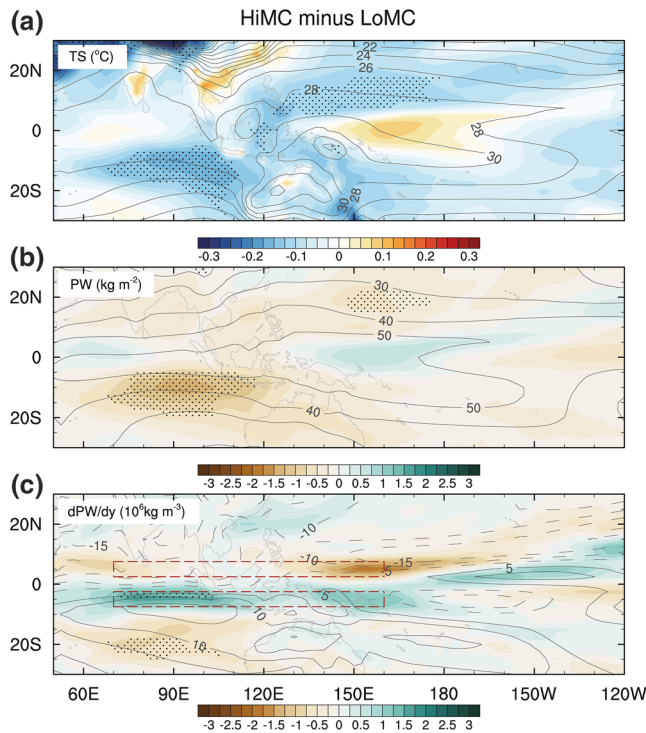 HiMC minus LoMC
(a)
TS (°C)
20N
0
20S
22
24
26
28
28
30
30
28
-0.3 -0.2 -0.1 0 0.1 0.2 0.3
(b)
PW (kg m-2)
20N
0
20S
30
40
50
50
40
-3 -2.5 -2 -1.5 -1 -0.5 0 0.5 1 1.5 2 2.5 3
(c)
dPW/dy (10⁶kg m-3)
20N
0
20S
-10
-15
-10
-15
-5
5
5
-10
10
60E 90E 120E 150E 180 150W 120W
-3 -2.5 -2 -1.5 -1 -0.5 0 0.5 1 1.5 2 2.5 3